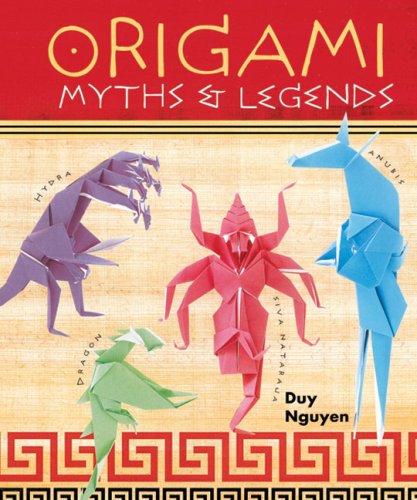 ORIGAMI
MYTHS & LEGENDS
HYDRA
ANUBIS
DRAGON
SIVA NATARAJA
Duy
Nguyen